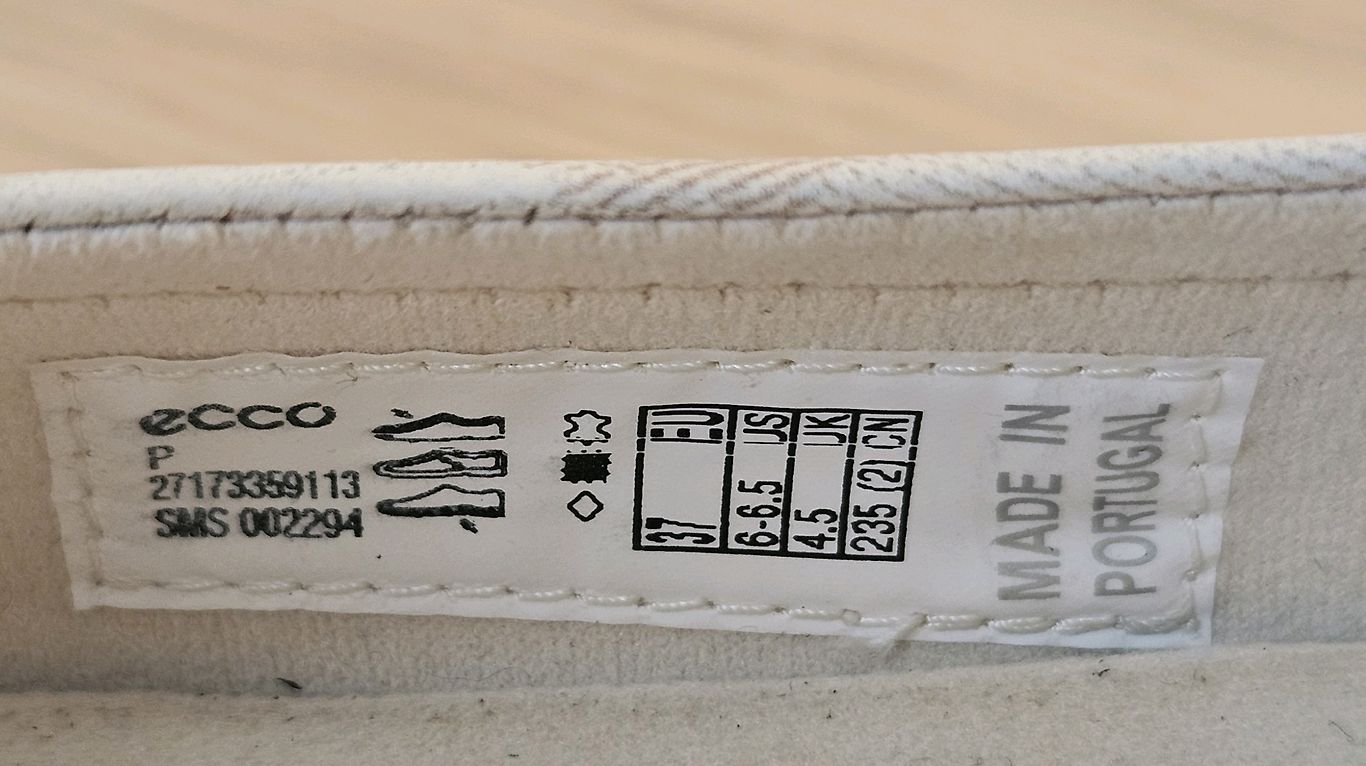 ecco
P
27173359113
SMS 002294
EU 37
US 6-6.5
UK 4.5
CN 235 (2)
MADE IN
PORTUGAL